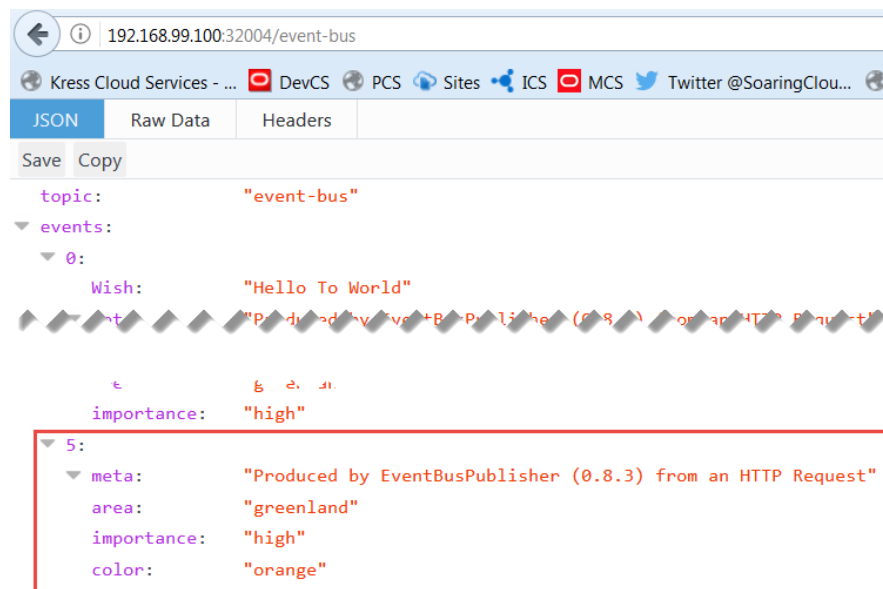 192.168.99.100:32004/event-bus
Kress Cloud Services - ... DevCS PCS Sites ICS MCS Twitter @SoaringClou...
JSON Raw Data Headers
Save Copy
topic: "event-bus"
events:
0:
Wish: "Hello To World"
importance: "high"
5:
meta: "Produced by EventBusPublisher (0.8.3) from an HTTP Request"
area: "greenland"
importance: "high"
color: "orange"